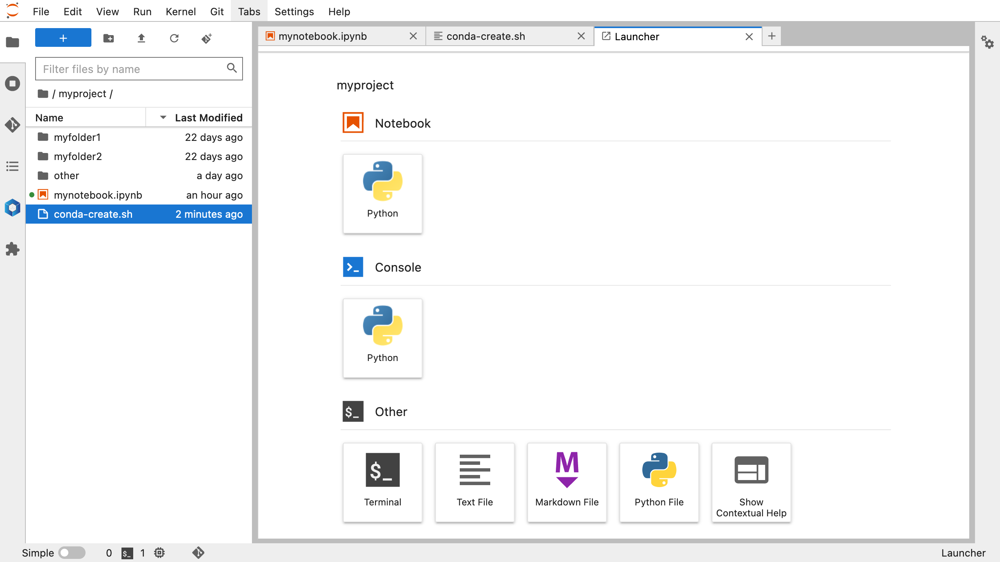 File Edit View Run Kernel Git Tabs Settings Help
mynotebook.ipynb conda-create.sh Launcher
Filter files by name
/ myproject /
Name Last Modified
myfolder1 22 days ago
myfolder2 22 days ago
other a day ago
mynotebook.ipynb an hour ago
conda-create.sh 2 minutes ago
myproject
Notebook
Python
Console
Python
$_ Other
$_
M
Terminal Text File Markdown File Python File Show
Contextual Help
Simple 0 $_ 1 Launcher